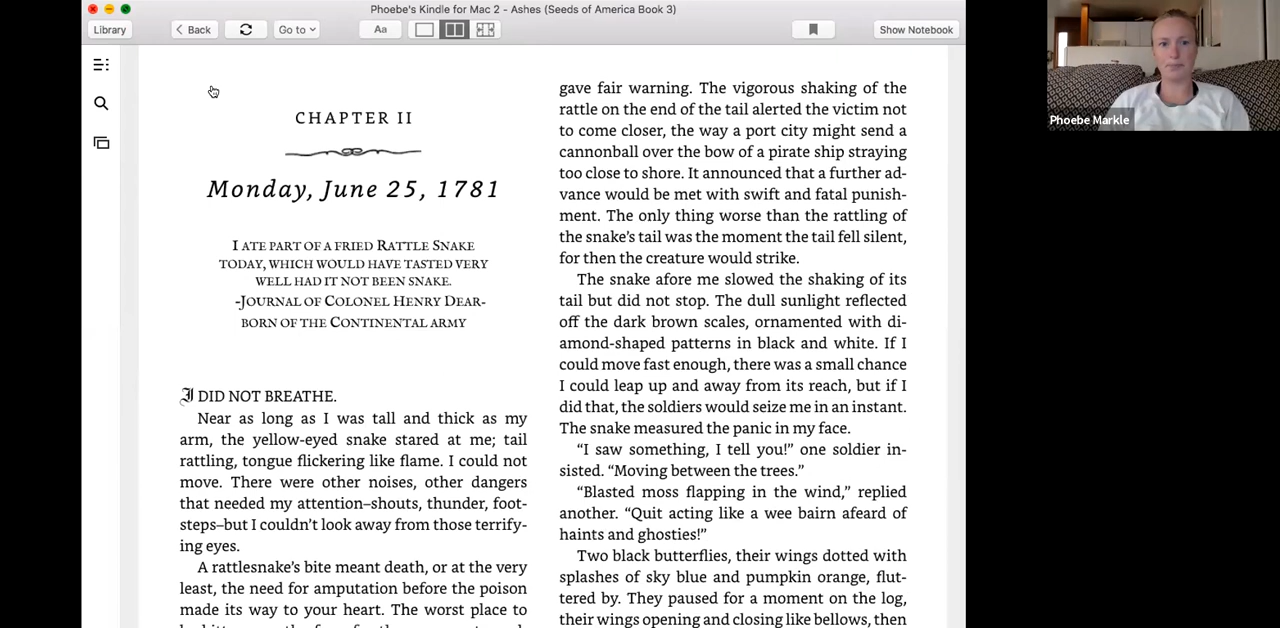 Phoebe's Kindle for Mac 2 - Ashes (Seeds of America Book 3)
Library
Back
Go to
Aa
Show Notebook
CHAPTER II
Monday, June 25, 1781
I ATE PART OF A FRIED RATTLE SNAKE
TODAY, WHICH WOULD HAVE TASTED VERY
WELL HAD IT NOT BEEN SNAKE.
-JOURNAL OF COLONEL HENRY DEAR-
BORN OF THE CONTINENTAL ARMY
I DID NOT BREATHE.
Near as long as I was tall and thick as my
arm, the yellow-eyed snake stared at me; tail
rattling, tongue flickering like flame. I could not
move. There were other noises, other dangers
that needed my attention–shouts, thunder, foot-
steps–but I couldn't look away from those terrify-
ing eyes.
A rattlesnake's bite meant death, or at the very
least, the need for amputation before the poison
made its way to your heart. The worst place to
gave fair warning. The vigorous shaking of the
rattle on the end of the tail alerted the victim not
to come closer, the way a port city might send a
cannonball over the bow of a pirate ship straying
too close to shore. It announced that a further ad-
vance would be met with swift and fatal punish-
ment. The only thing worse than the rattling of
the snake's tail was the moment the tail fell silent,
for then the creature would strike.
The snake afore me slowed the shaking of its
tail but did not stop. The dull sunlight reflected
off the dark brown scales, ornamented with di-
amond-shaped patterns in black and white. If I
could move fast enough, there was a small chance
I could leap up and away from its reach, but if I
did that, the soldiers would seize me in an instant.
The snake measured the panic in my face.
“I saw something, I tell you!” one soldier in-
sisted. “Moving between the trees.”
“Blasted moss flapping in the wind,” replied
another. “Quit acting like a wee bairn afeard of
haints and ghosties!”
Two black butterflies, their wings dotted with
splashes of sky blue and pumpkin orange, flut-
tered by. They paused for a moment on the log,
their wings opening and closing like bellows, then
Phoebe Markle